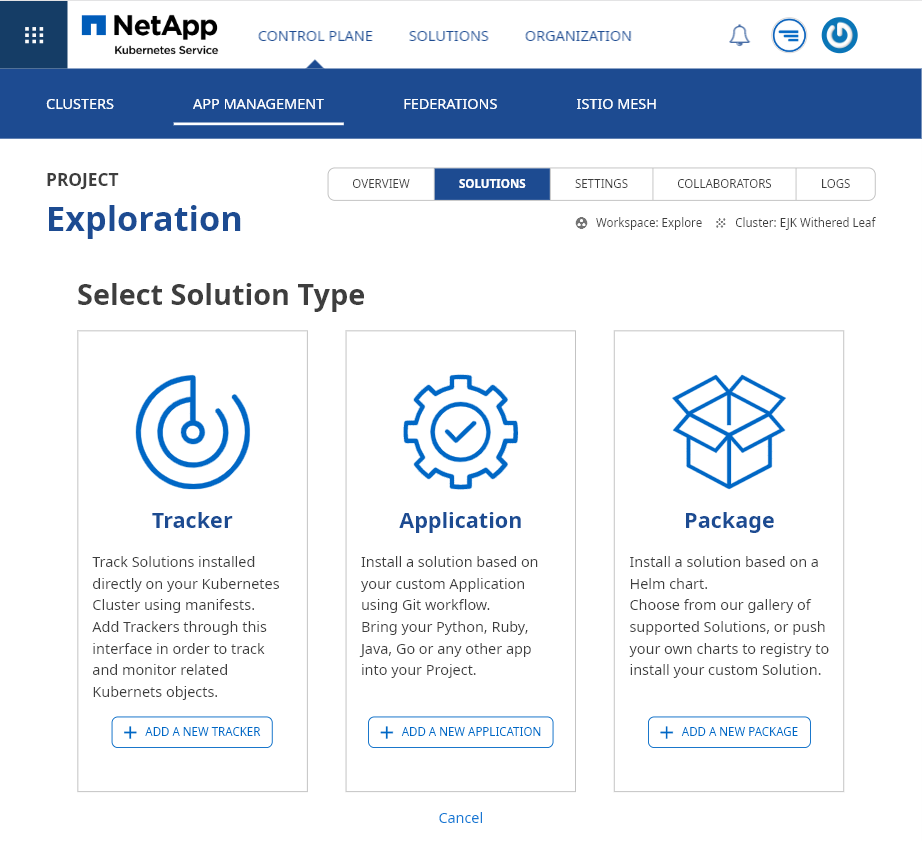 NetApp
Kubernetes Service
CONTROL PLANE
SOLUTIONS
ORGANIZATION
CLUSTERS
APP MANAGEMENT
FEDERATIONS
ISTIO MESH
PROJECT
Exploration
OVERVIEW
SOLUTIONS
SETTINGS
COLLABORATORS
LOGS
Workspace: Explore
Cluster: EJK Withered Leaf
Select Solution Type
Tracker
Track Solutions installed
directly on your Kubernetes
Cluster using manifests.
Add Trackers through this
interface in order to track
and monitor related
Kubernets objects.
+ ADD A NEW TRACKER
Application
Install a solution based on
your custom Application
using Git workflow.
Bring your Python, Ruby,
Java, Go or any other app
into your Project.
+ ADD A NEW APPLICATION
Package
Install a solution based on a
Helm chart.
Choose from our gallery of
supported Solutions, or push
your own charts to registry to
install your custom Solution.
+ ADD A NEW PACKAGE
Cancel